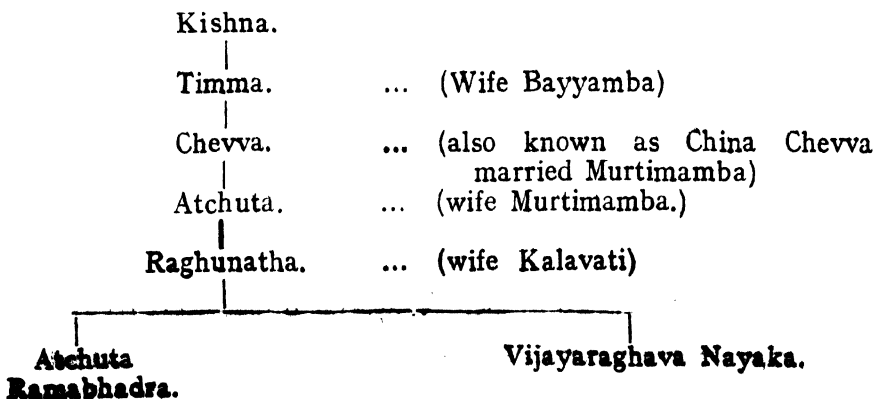 Kishna.
Timma. ... (Wife Bayyamba)
Chevva. ... (also known as China Chevva
married Murtimamba)
Atchuta. ... (wife Murtimamba.)
Raghunatha. ... (wife Kalavati)
Atchuta Vijayaraghava Nayaka.
Ramabhadra.